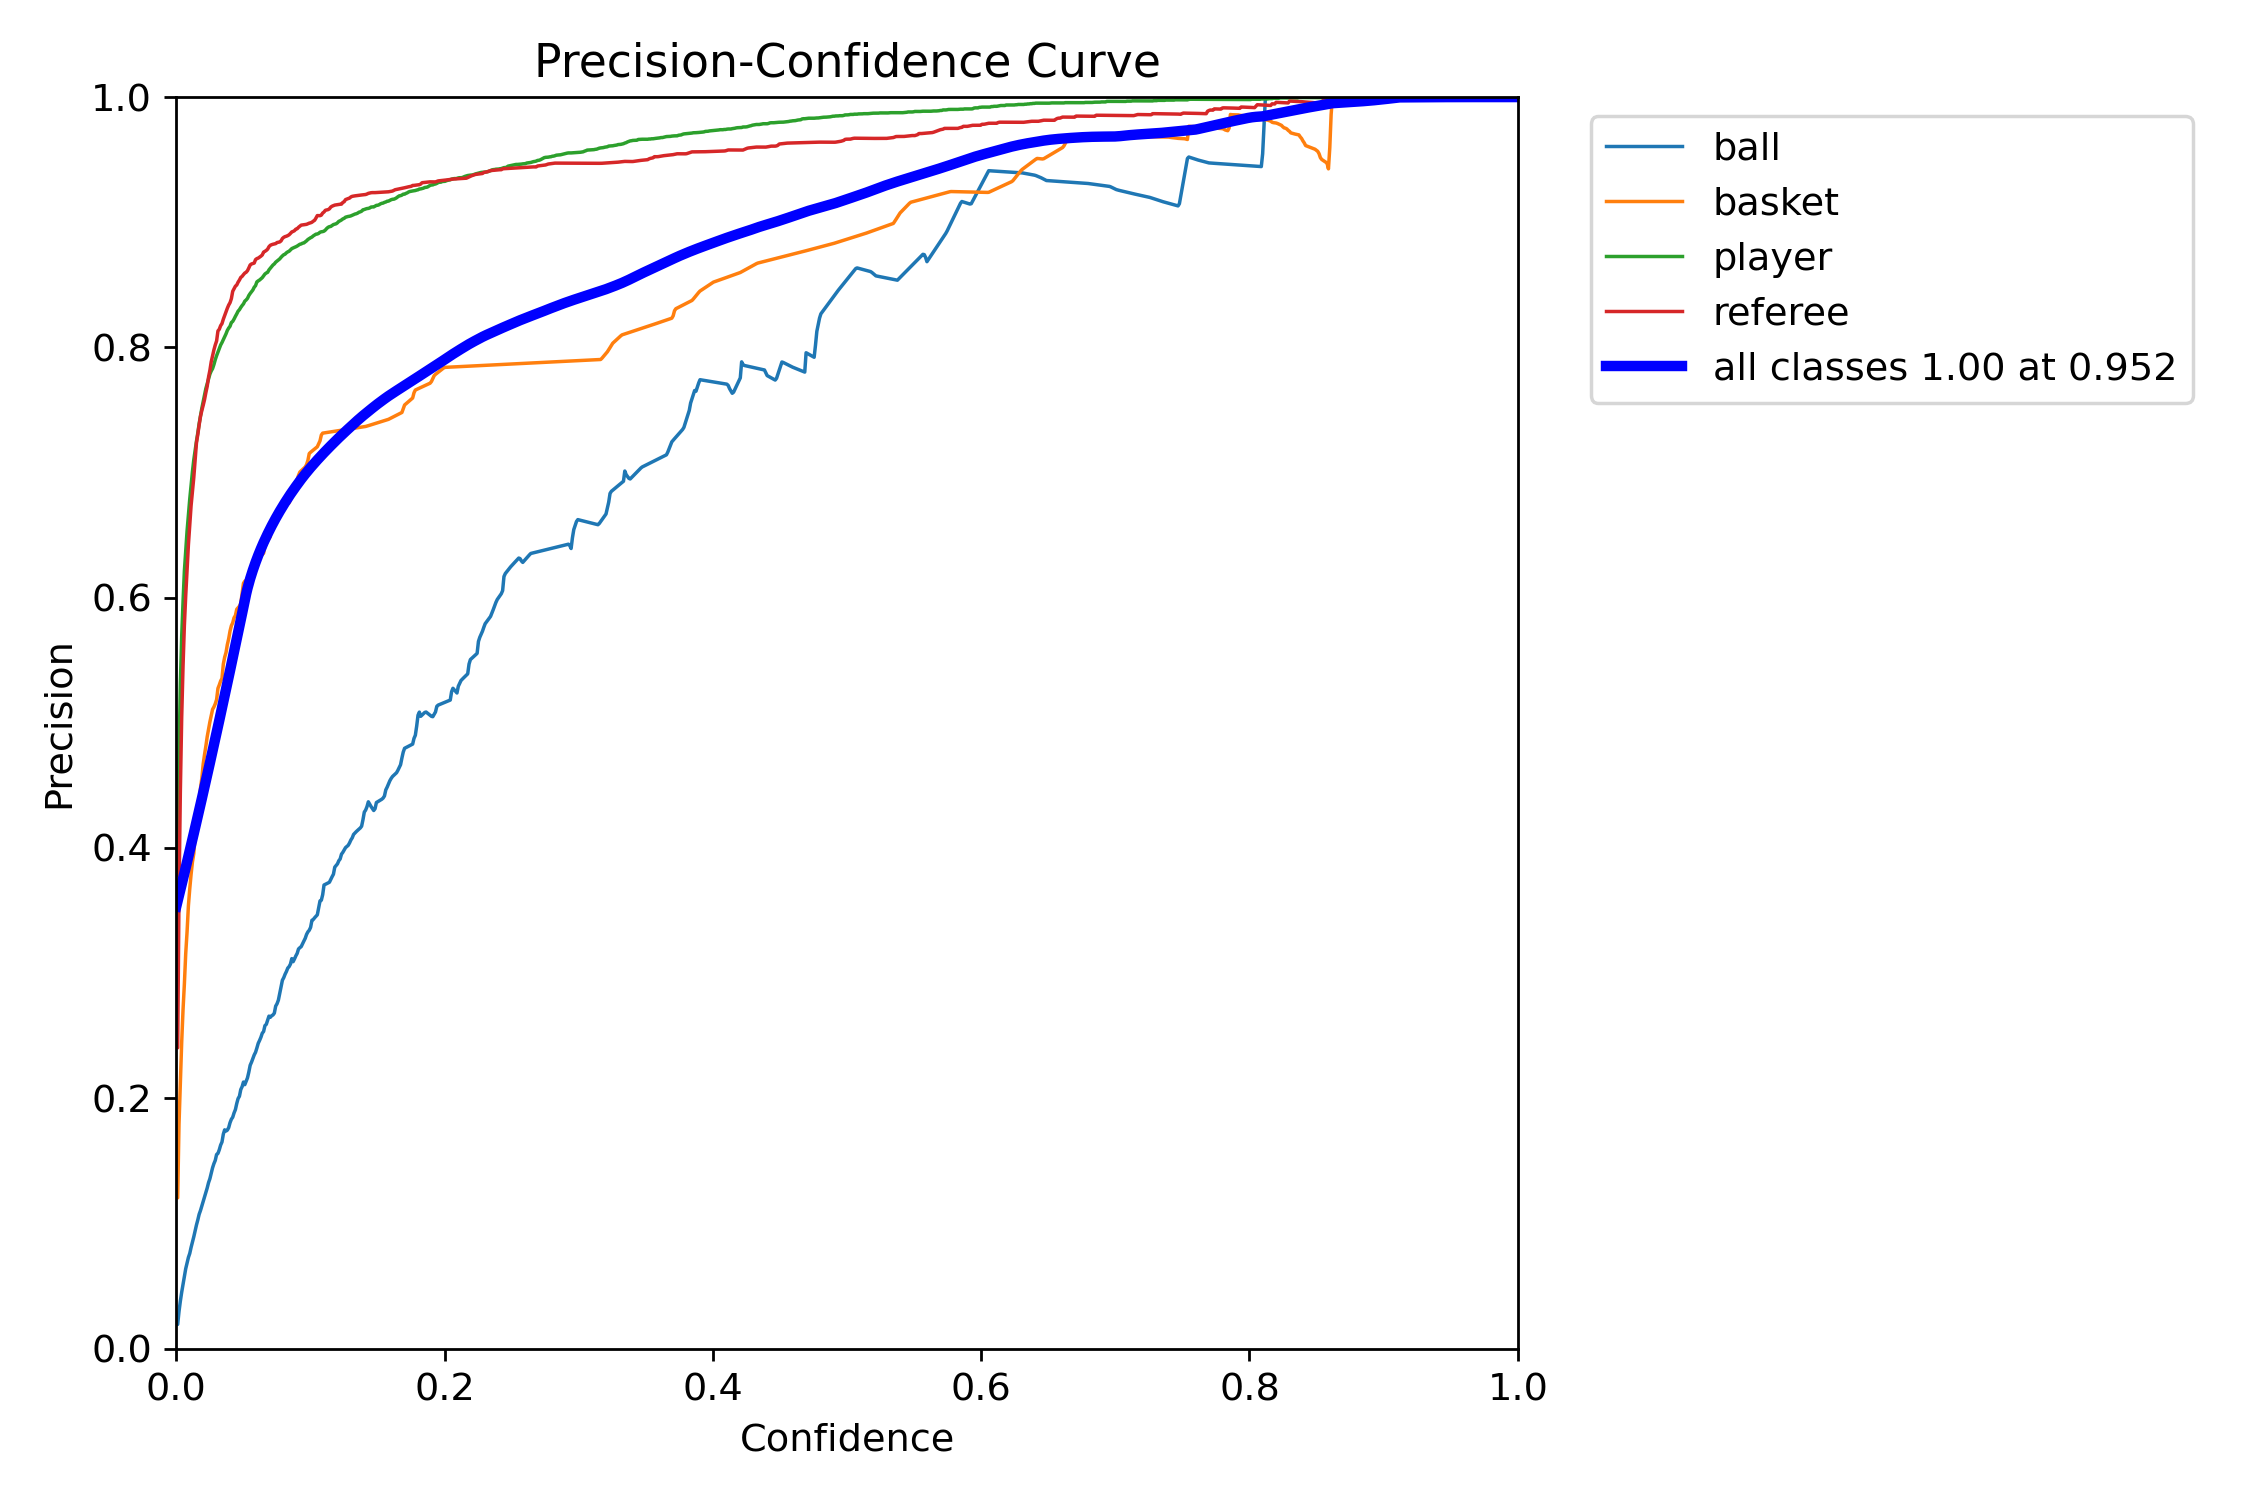 Precision-Confidence Curve
1.0
0.8
0.6
0.4
0.2
0.0
Precision
0.0 0.2 0.4 0.6 0.8 1.0
Confidence
ball
basket
player
referee
all classes 1.00 at 0.952